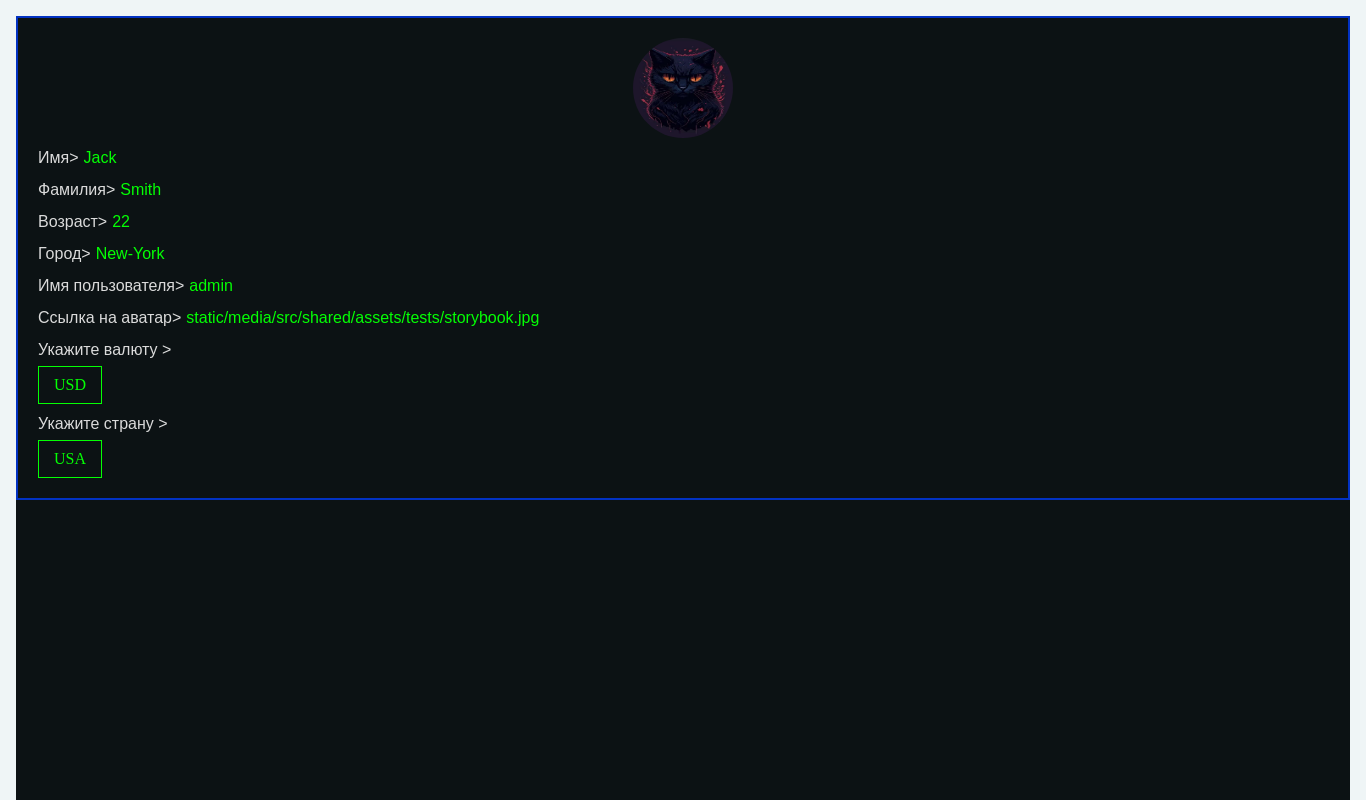 Имя> Jack
Фамилия> Smith
Возраст> 22
Город> New-York
Имя пользователя> admin
Ссылка на аватар> static/media/src/shared/assets/tests/storybook.jpg
Укажите валюту >
USD
Укажите страну >
USA